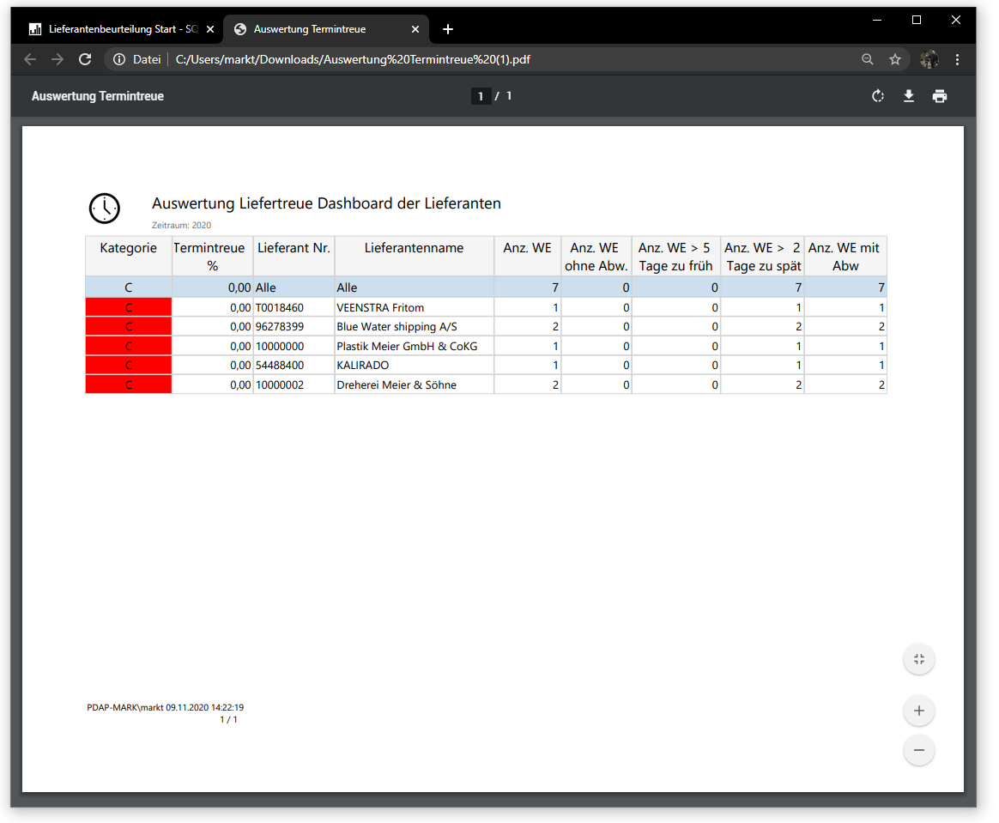 Lieferantenbeurteilung Start - SQ
Auswertung Termintreue
Datei
C:/Users/markt/Downloads/Auswertung%20Termintreue%20(1).pdf
Auswertung Termintreue
1 / 1
Auswertung Liefertreue Dashboard der Lieferanten
Zeitraum: 2020
Kategorie Termintreue Lieferant Nr. Lieferantenname Anz. WE Anz. WE Anz. WE > 5 Anz. WE > 2 Anz. WE mit
% ohne Abw. Tage zu früh Tage zu spät Abw
C 0,00 Alle Alle 7 0 0 7 7
C 0,00 T0018460 VEENSTRA Fritom 1 0 0 1 1
C 0,00 96278399 Blue Water shipping A/S 2 0 0 2 2
C 0,00 10000000 Plastik Meier GmbH & CoKG 1 0 0 1 1
C 0,00 54488400 KALIRADO 1 0 0 1 1
C 0,00 10000002 Dreherei Meier & Söhne 2 0 0 2 2
PDAP-MARK\markt 09.11.2020 14:22:19
1 / 1